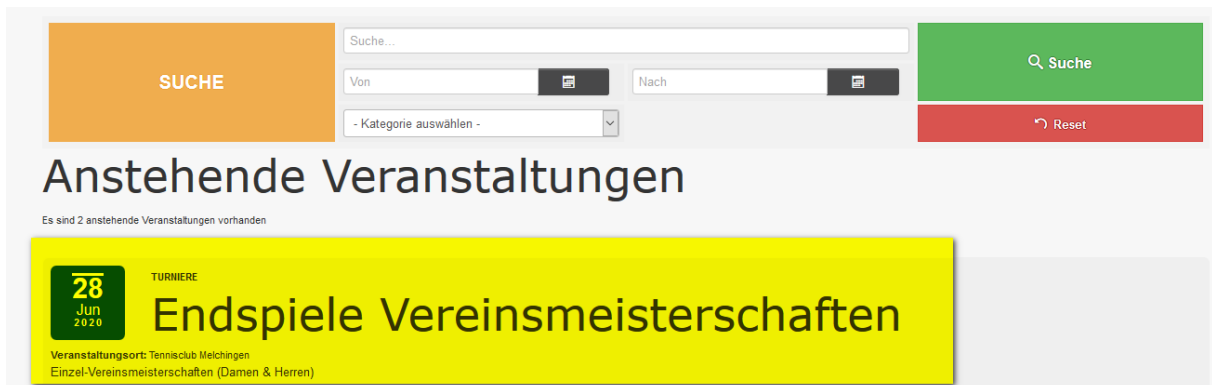 SUCHE
Suche...
Von
Nach
- Kategorie auswählen -
Suche
Reset
Anstehende Veranstaltungen
Es sind 2 anstehende Veranstaltungen vorhanden
28
Jun
2020
TURNIERE
Endspiele Vereinsmeisterschaften
Veranstaltungsort: Tennisclub Melchingen
Einzel-Vereinsmeisterschaften (Damen & Herren)